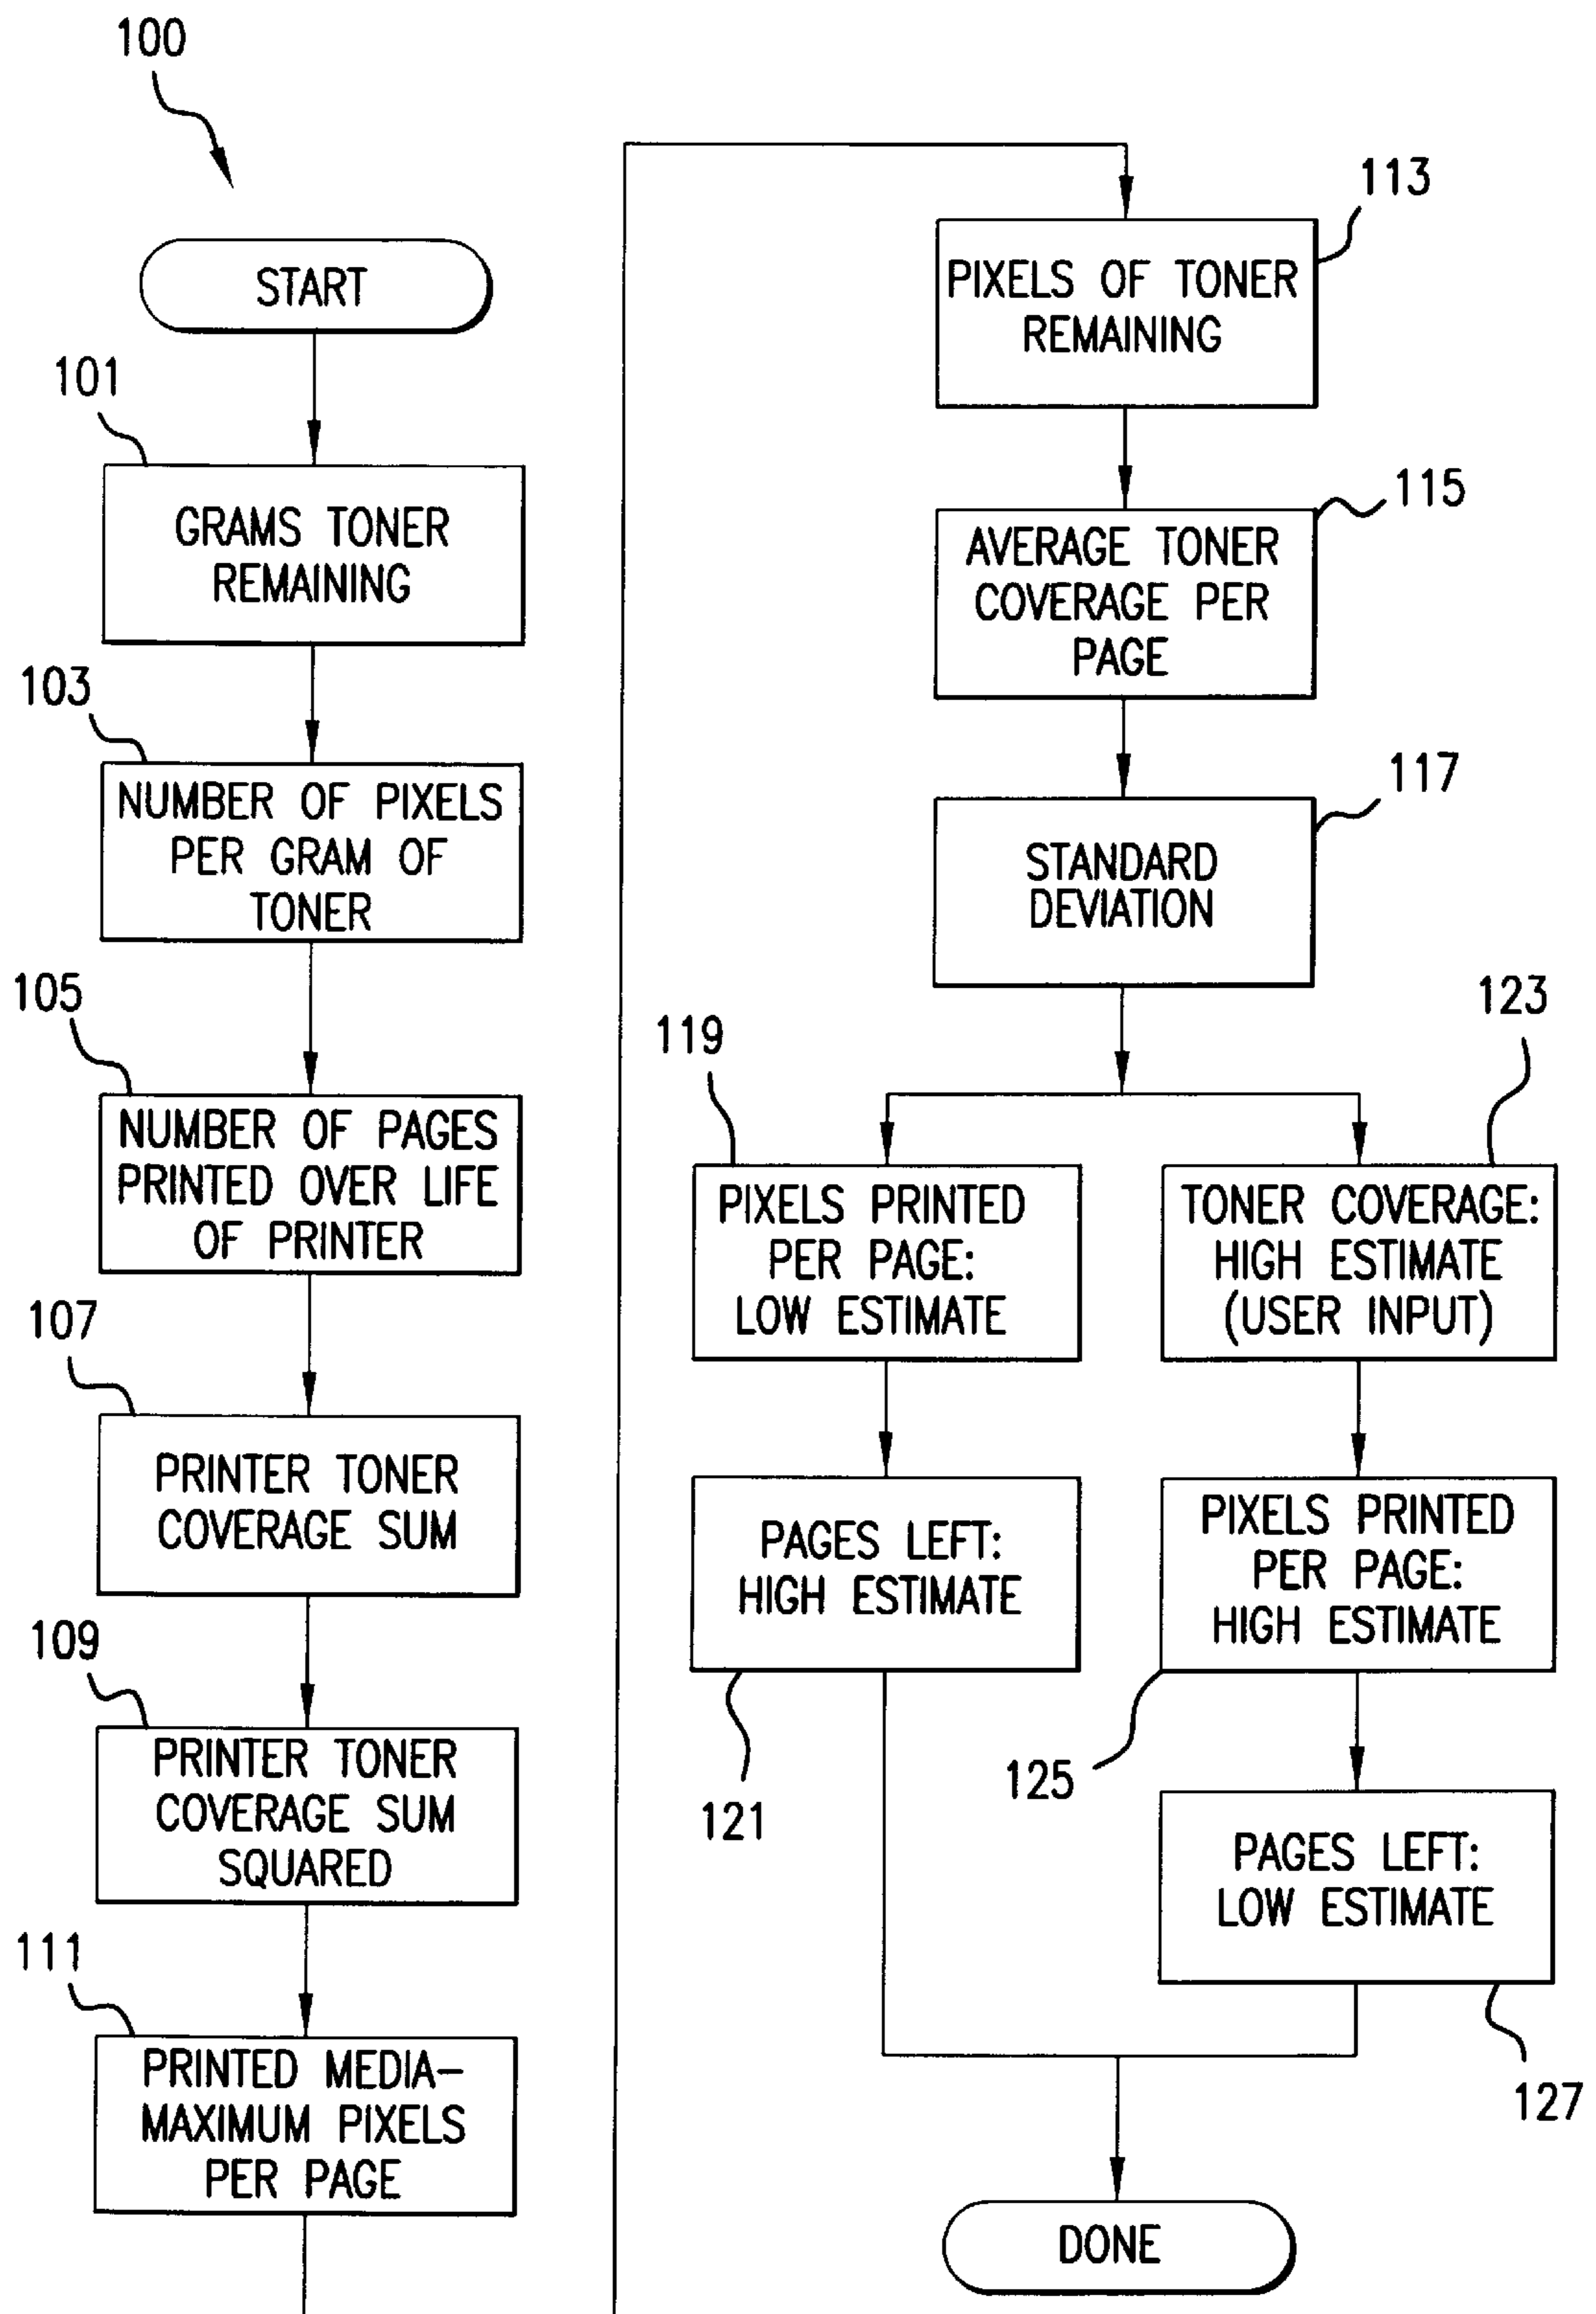 100
START
101
GRAMS TONER
REMAINING
103
NUMBER OF PIXELS
PER GRAM OF
TONER
105
NUMBER OF PAGES
PRINTED OVER LIFE
OF PRINTER
107
PRINTER TONER
COVERAGE SUM
109
PRINTER TONER
COVERAGE SUM
SQUARED
111
PRINTED MEDIA-
MAXIMUM PIXELS
PER PAGE
113
PIXELS OF TONER
REMAINING
115
AVERAGE TONER
COVERAGE PER
PAGE
117
STANDARD
DEVIATION
119
PIXELS PRINTED
PER PAGE:
LOW ESTIMATE
121
PAGES LEFT:
HIGH ESTIMATE
123
TONER COVERAGE:
HIGH ESTIMATE
(USER INPUT)
125
PIXELS PRINTED
PER PAGE:
HIGH ESTIMATE
127
PAGES LEFT:
LOW ESTIMATE
DONE